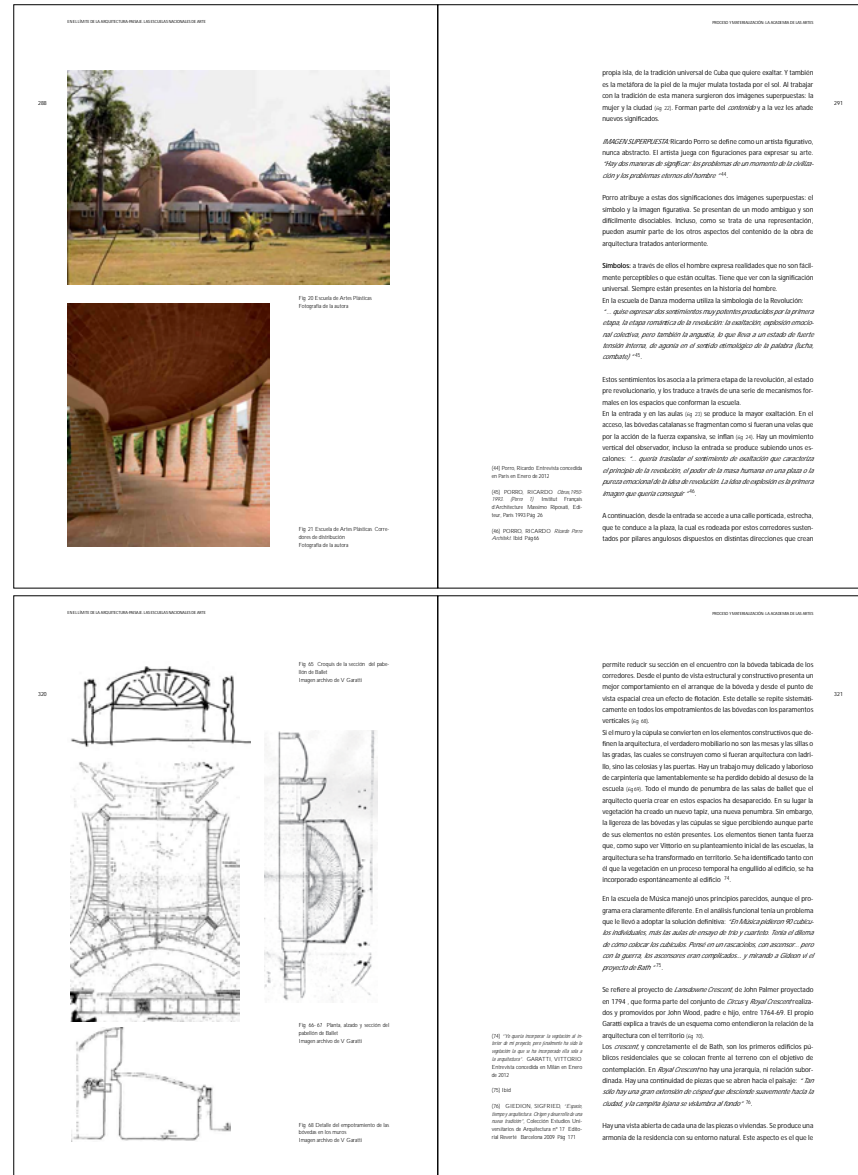 EN EL LÍMITE DE LA ARQUITECTURA-PAISAJE: LAS ESCUELAS NACIONALES DE ARTE
288
Fig 20 Escuela de Artes Plásticas
Fotografía de la autora
Fig 21 Escuela de Artes Plásticas Corre-
dores de distribución
Fotografía de la autora
PROCESO Y MATERIALIZACIÓN: LA ACADEMIA DE LAS ARTES
291
propia isla, de la tradición universal de Cuba que quiere exaltar. Y también
es la metáfora de la piel de la mujer mulata tostada por el sol. Al trabajar
con la tradición de esta manera surgieron dos imágenes superpuestas: la
mujer y la ciudad (fig 22). Forman parte del contenido y a la vez les añade
nuevos significados.
IMAGEN SUPERPUESTA: Ricardo Porro se define como un artista figurativo,
nunca abstracto. El artista juega con figuraciones para expresar su arte.
"Hay dos maneras de significar: los problemas de un momento de la civiliza-
ción y los problemas eternos del hombre "44.
Porro atribuye a estas dos significaciones dos imágenes superpuestas: el
símbolo y la imagen figurativa. Se presentan de un modo ambiguo y son
difícilmente disociables. Incluso, como se trata de una representación,
pueden asumir parte de los otros aspectos del contenido de la obra de
arquitectura tratados anteriormente.
Símbolos: a través de ellos el hombre expresa realidades que no son fácil-
mente perceptibles o que están ocultas. Tiene que ver con la significación
universal. Siempre están presentes en la historia del hombre.
En la escuela de Danza moderna utiliza la simbología de la Revolución:
"... quise expresar dos sentimientos muy potentes producidos por la primera
etapa, la etapa romántica de la revolución: la exaltación, explosión emocio-
nal colectiva, pero también la angustia, lo que lleva a un estado de fuerte
tensión interna, de agonía en el sentido etimológico de la palabra (lucha,
combate) "45.
Estos sentimientos los asocia a la primera etapa de la revolución, al estado
pre revolucionario, y los traduce a través de una serie de mecanismos for-
males en los espacios que conforman la escuela.
En la entrada y en las aulas (fig 23) se produce la mayor exaltación. En el
acceso, las bóvedas catalanas se fragmentan como si fueran una velas que
por la acción de la fuerza expansiva, se inflan (fig 24). Hay un movimiento
vertical del observador, incluso la entrada se produce subiendo unos es-
calones: "... quería trasladar el sentimiento de exaltación que caracteriza
el principio de la revolución, el poder de la masa humana en una plaza o la
pureza emocional de la idea de revolución. La idea de explosión es la primera
imagen que quería conseguir "46.
A continuación, desde la entrada se accede a una calle porticada, estrecha,
que te conduce a la plaza, la cual es rodeada por estos corredores susten-
tados por pilares angulosos dispuestos en distintas direcciones que crean
[44] Porro, Ricardo Entrevista concedida
en París en Enero de 2012
[45] PORRO, RICARDO Obras 1950-
1993. (Porro 1) Institut Français
d'Architecture Massimo Riposati, Edi-
teur. Paris 1993 Pág 26
[46] PORRO, RICARDO Ricardo Porro
Architekt Ibid Pág 66
EN EL LÍMITE DE LA ARQUITECTURA-PAISAJE: LAS ESCUELAS NACIONALES DE ARTE
320
Fig 65 Croquis de la sección del pabe-
llón de Ballet
Imagen archivo de V. Garatti
Fig 66-67 Planta, alzado y sección del
pabellón de Ballet
Imagen archivo de V. Garatti
Fig 68 Detalle del empotramiento de las
bóvedas en los muros
Imagen archivo de V. Garatti
PROCESO Y MATERIALIZACIÓN: LA ACADEMIA DE LAS ARTES
321
permite reducir su sección en el encuentro con la bóveda tabicada de los
corredores. Desde el punto de vista estructural y constructivo presenta un
mejor comportamiento en el arranque de la bóveda y desde el punto de
vista espacial crea un efecto de flotación. Este detalle se repite sistemáti-
camente en todos los empotramientos de las bóvedas con los paramentos
verticales (fig 68).
Si el muro y la cúpula se convierten en los elementos constructivos que de-
finen la arquitectura, el verdadero mobiliario no son las mesas y las sillas o
las gradas, las cuales se construyen como si fueran arquitectura con ladri-
llo, sino las celosías y las puertas. Hay un trabajo muy delicado y laborioso
de carpintería que lamentablemente se ha perdido debido al desuso de la
escuela (fig 69). Todo el mundo de penumbra de las salas de ballet que el
arquitecto quería crear en estos espacios ha desaparecido. En su lugar la
vegetación ha creado un nuevo tapiz, una nueva penumbra. Sin embargo,
la ligereza de las bóvedas y las cúpulas se sigue percibiendo aunque parte
de sus elementos no estén presentes. Los elementos tienen tanta fuerza
que, como supo ver Vittorio en su planteamiento inicial de las escuelas, la
arquitectura se ha transformado en territorio. Se ha identificado tanto con
él que la vegetación en un proceso temporal ha engullido al edificio, se ha
incorporado espontáneamente al edificio 74.
En la escuela de Música manejó unos principios parecidos, aunque el pro-
grama era claramente diferente. En el análisis funcional tenía un problema
que le llevó a adoptar la solución definitiva: "En Música pidieron 90 cubícu-
los individuales, más las aulas de ensayo de trío y cuarteto. Tenía el dilema
de cómo colocar los cubículos. Pensé en un rascacielos, con ascensor... pero
con la guerra, los ascensores eran complicados... y mirando a Gideon vi el
proyecto de Bath "75.
Se refiere al proyecto de Lansdowne Crescent, de John Palmer proyectado
en 1794 , que forma parte del conjunto de Circus y Royal Crescent realiza-
dos y promovidos por John Wood, padre e hijo, entre 1764-69. El propio
Garatti explica a través de un esquema como entendieron la relación de la
arquitectura con el territorio (fig 70).
Los crescent, y concretamente el de Bath, son los primeros edificios pú-
blicos residenciales que se colocan frente al terreno con el objetivo de
contemplación. En Royal Crescent no hay una jerarquía, ni relación subor-
dinada. Hay una continuidad de piezas que se abren hacia el paisaje: " Tan
sólo hay una gran extensión de césped que desciende suavemente hacia la
ciudad, y la campiña lejana se vislumbra al fondo" 76.
Hay una vista abierta de cada una de las piezas o viviendas. Se produce una
armonía de la residencia con su entorno natural. Este aspecto es el que le
[74] "Yo quería incorporar la vegetación al in-
terior de mi proyecto, pero finalmente ha sido la
vegetación la que se ha incorporado ella sola a
la arquitectura". GARATTI, VITTORIO
Entrevista concedida en Milán en Enero
de 2012
[75] Ibid
[76] GIEDION, SIGFRIED, "Espacio,
tiempo y arquitectura. Origen y desarrollo de una
nueva tradición". Colección Estudios Uni-
versitarios de Arquitectura nº 17 Edito-
rial Reverté Barcelona 2009 Pág 171